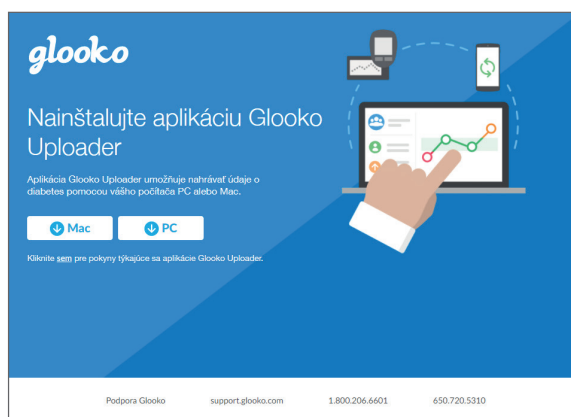 glooko
Nainštalujte aplikáciu Glooko
Uploader
Aplikácia Glooko Uploader umožňuje nahrávať údaje o
diabetes pomocou vášho počítača PC alebo Mac.
Mac
PC
Kliknite sem pre pokyny týkajúce sa aplikácie Glooko Uploader.
Podpora Glooko
support.glooko.com
1.800.206.6601
650.720.5310